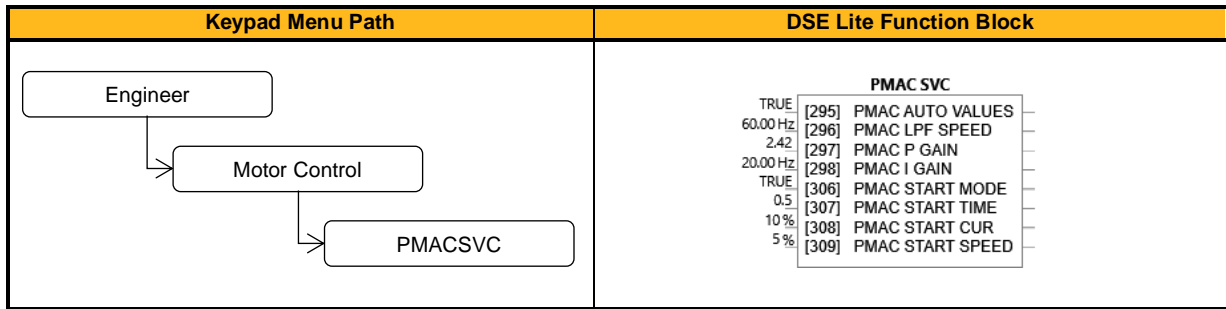 Keypad Menu Path
DSE Lite Function Block
Engineer
Motor Control
PMACSVC
PMAC SVC
TRUE [295] PMAC AUTO VALUES
60.00 Hz [296] PMAC LPF SPEED
2.42 [297] PMAC P GAIN
20.00 Hz [298] PMAC I GAIN
TRUE [306] PMAC START MODE
0.5 [307] PMAC START TIME
10 % [308] PMAC START CUR
5 % [309] PMAC START SPEED